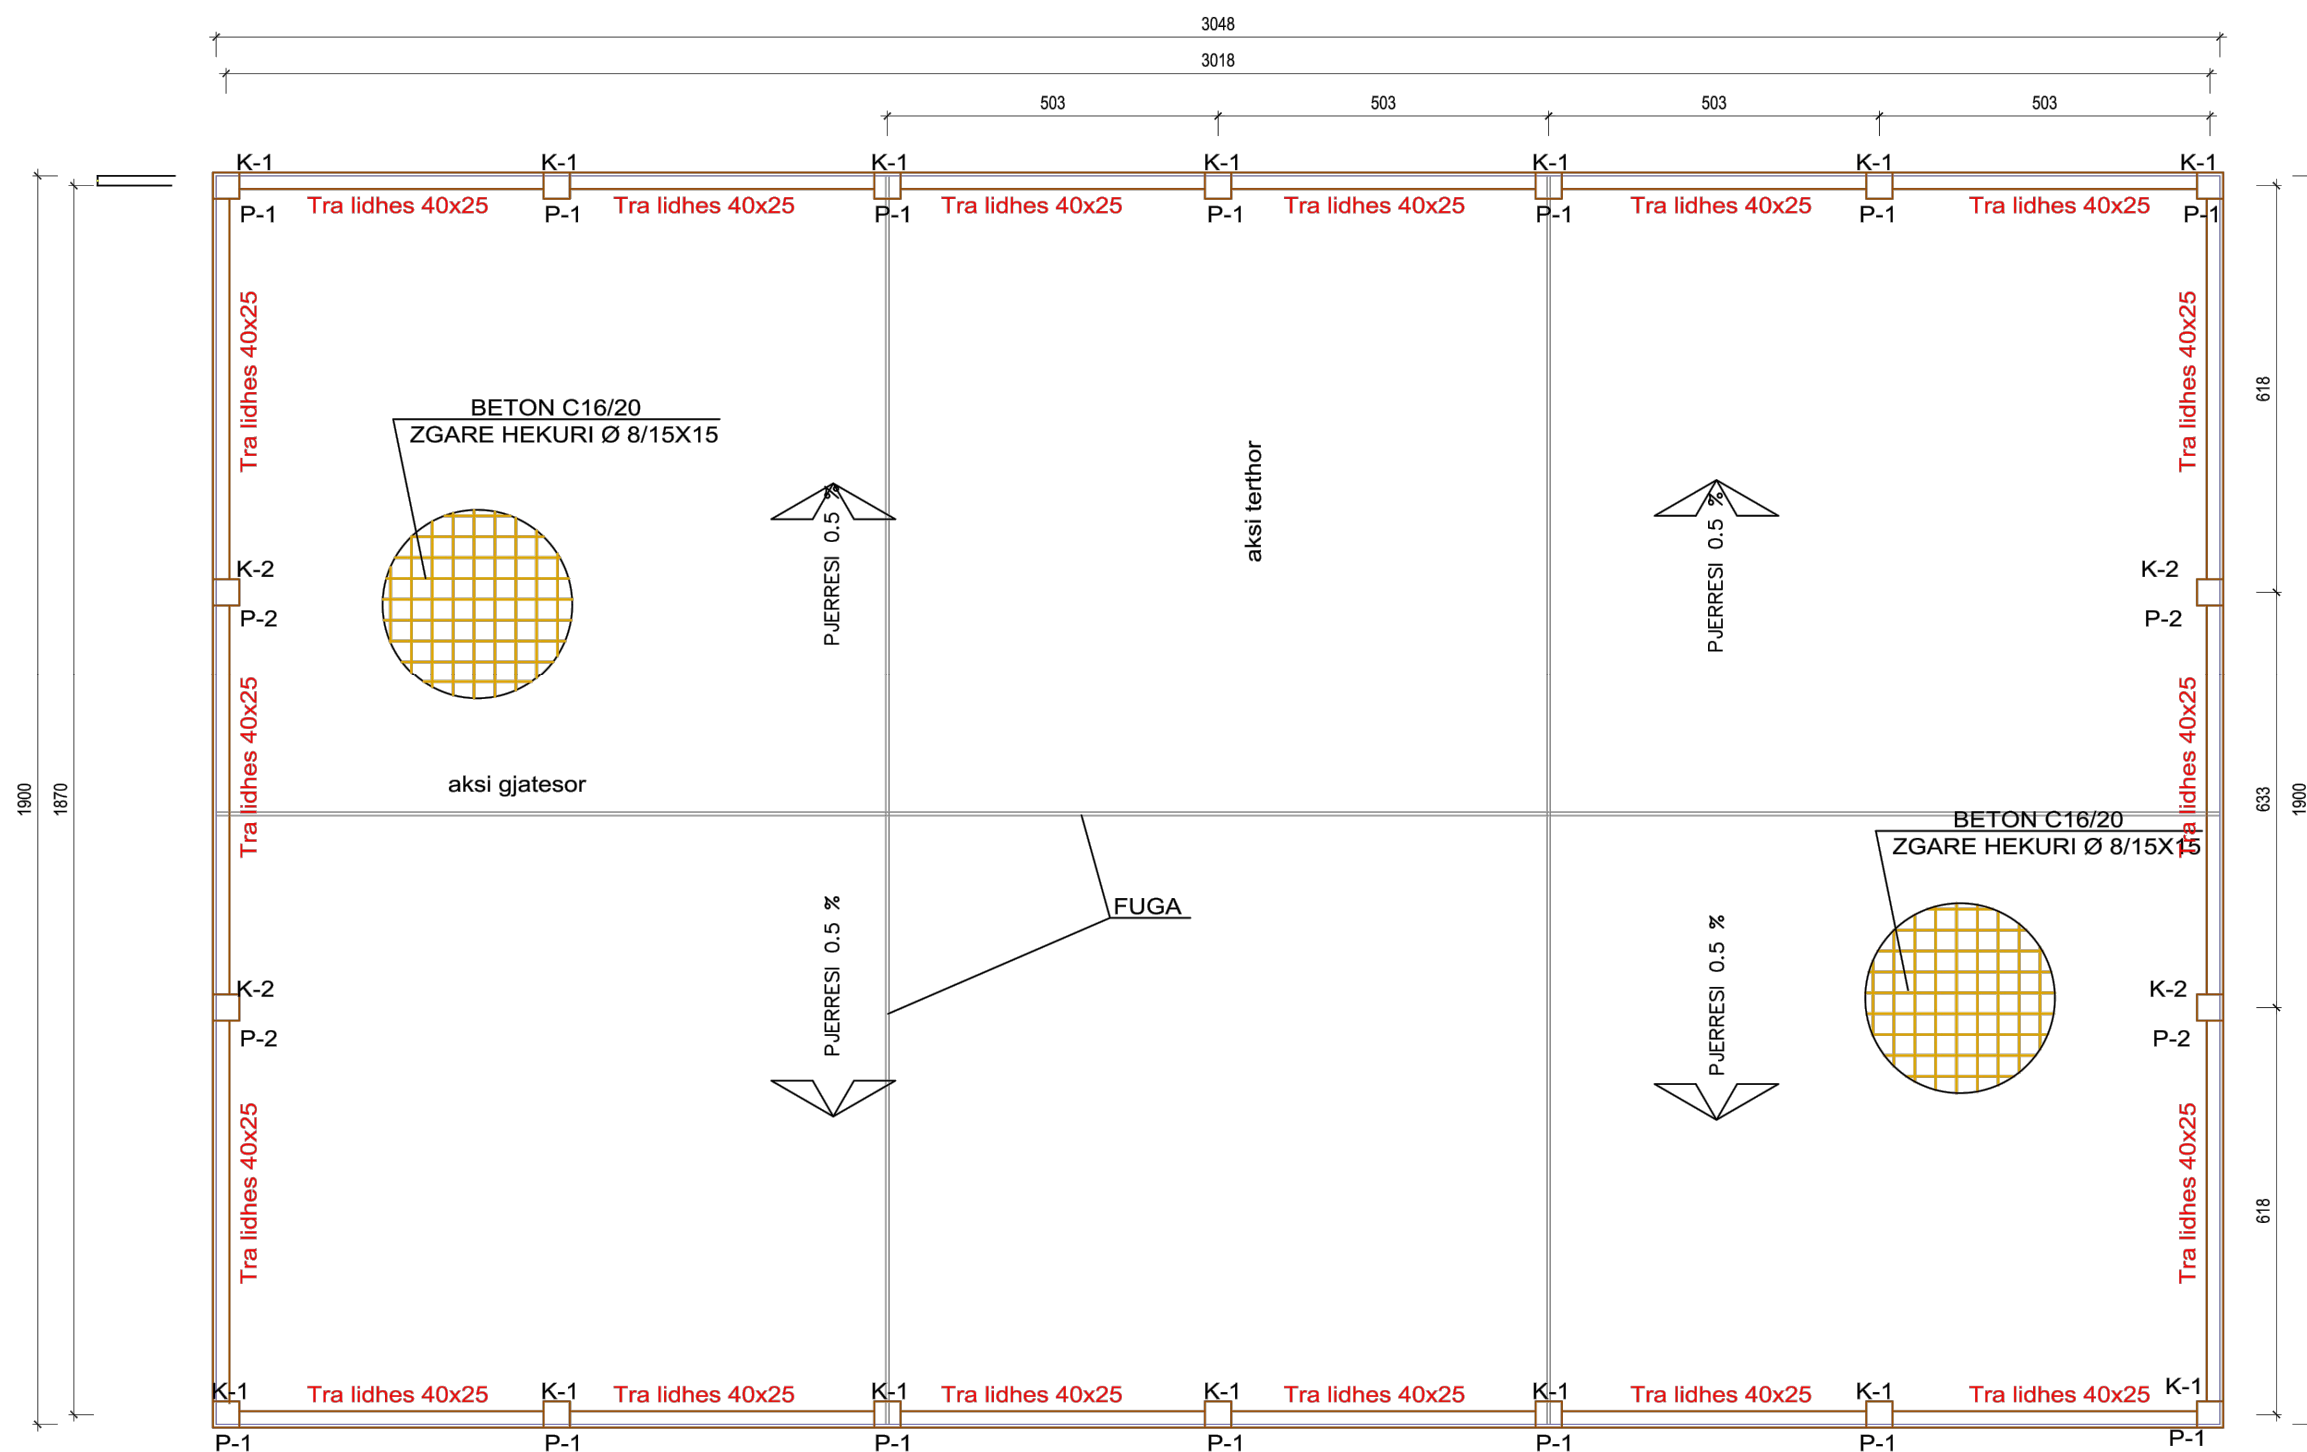 3048
3018
503 503 503 503
K-1 K-1 K-1 K-1 K-1 K-1 K-1
P-1 Tra lidhes 40x25 P-1 Tra lidhes 40x25 P-1 Tra lidhes 40x25 P-1 Tra lidhes 40x25 P-1 Tra lidhes 40x25 P-1 Tra lidhes 40x25 P-1
Tra lidhes 40x25
Tra lidhes 40x25
618
BETON C16/20
ZGARE HEKURI Ø 8/15X15
aksi terthor
PJERRESI 0.5 %
PJERRESI 0.5 %
K-2
K-2
P-2
P-2
Tra lidhes 40x25
Tra lidhes 40x25
aksi gjatesor
1900
1870
633
1900
BETON C16/20
ZGARE HEKURI Ø 8/15X15
FUGA
PJERRESI 0.5 %
PJERRESI 0.5 %
K-2
K-2
P-2
P-2
Tra lidhes 40x25
Tra lidhes 40x25
618
K-1 Tra lidhes 40x25 K-1 Tra lidhes 40x25 K-1 Tra lidhes 40x25 K-1 Tra lidhes 40x25 K-1 Tra lidhes 40x25 K-1 Tra lidhes 40x25 K-1
P-1 P-1 P-1 P-1 P-1 P-1 P-1